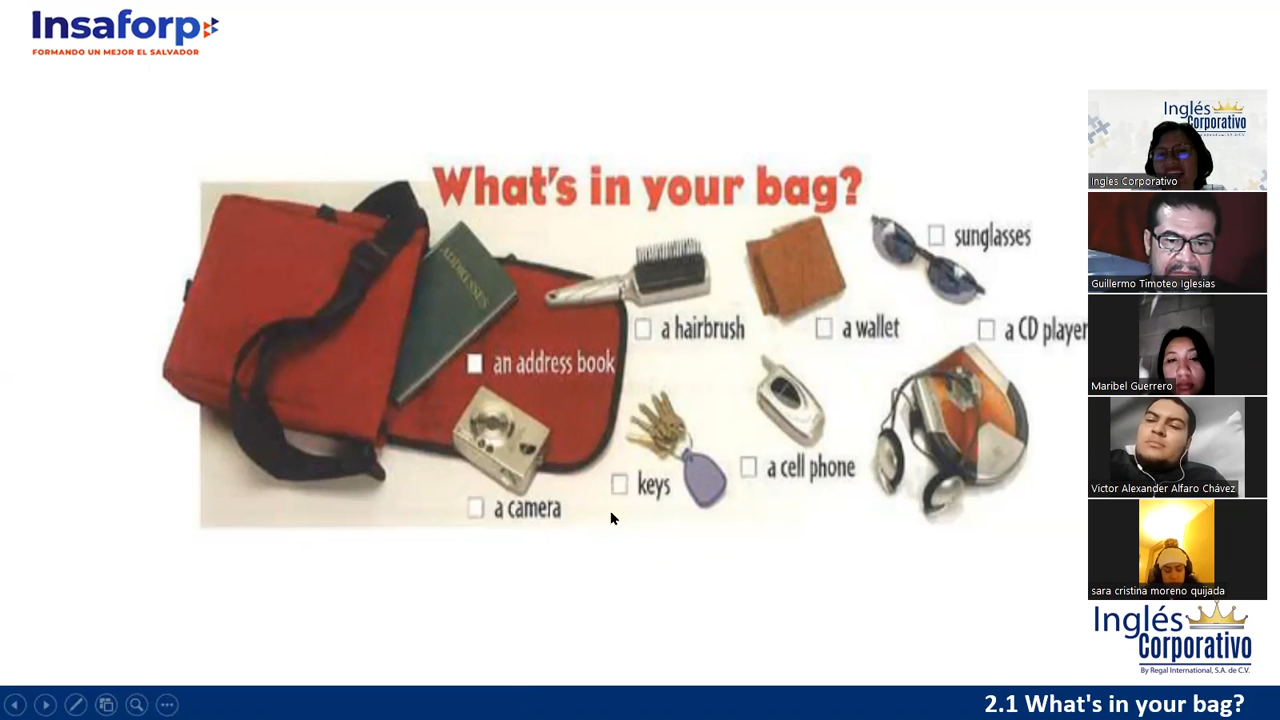 Insaforp
FORMANDO UN MEJOR EL SALVADOR
What's in your bag?
ADDRESSES
sunglasses
a hairbrush
a wallet
a CD player
an address book
a cell phone
keys
a camera
Inglés
Corporativo
Ingles Corporativo
Guillermo Timoteo Iglesias
Maribel Guerrero
Victor Alexander Alfaro Chávez
sara cristina moreno quijada
Inglés
Corporativo
By Regal International, S.A. de C.V.
2.1 What's in your bag?